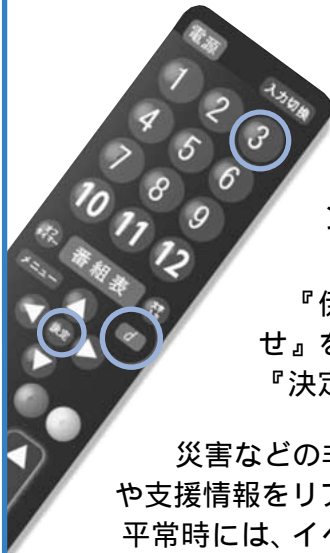 電源
入力切換
1 2 3
4 5 6
7 8 9
10 11 12
番組表
メニュー
決定
d
『伊
せ』を
『決定
災害などの非
や支援情報をリフ
平常時には、イベ